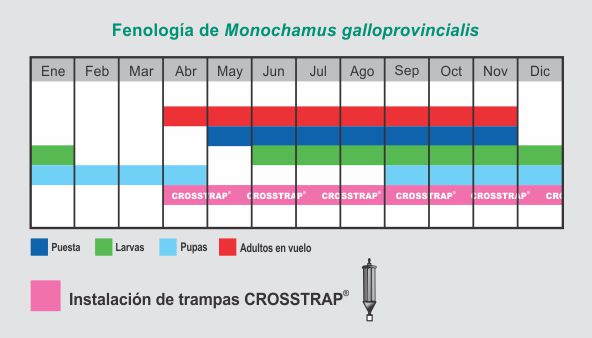 Fenología de Monochamus galloprovincialis
Ene Feb Mar Abr May Jun Jul Ago Sep Oct Nov Dic
CROSSTRAP® CROSSTRAP® CROSSTRAP® CROSSTRAP® CROSSTRAP® CROS
Puesta Larvas Pupas Adultos en vuelo
Instalación de trampas CROSSTRAP®